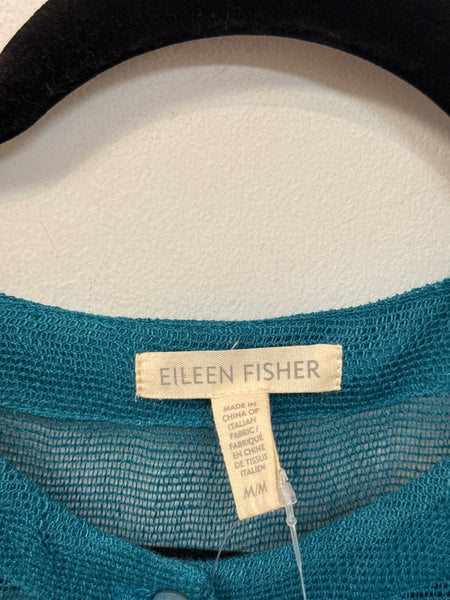 EILEEN FISHER
MADE IN
CHINA OF
ITALIAN
FABRIC /
FABRIQUÉ
EN CHINE
DE TISSUS
ITALIEN
M/M